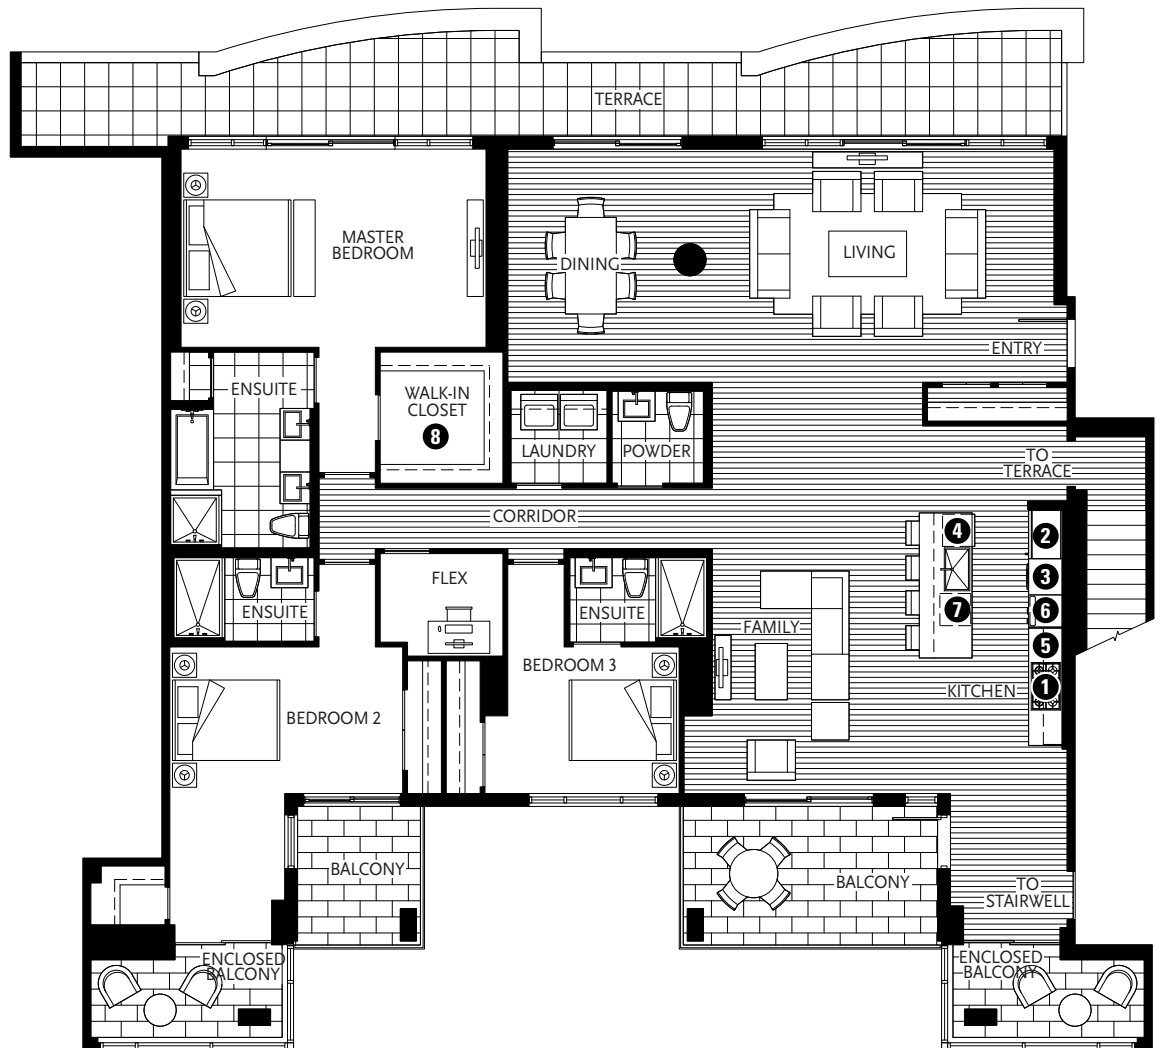 TERRACE
MASTER
BEDROOM
DINING
LIVING
ENTRY
ENSUITE
WALK-IN
CLOSET
8
LAUNDRY
POWDER
TO
TERRACE
CORRIDOR
4
2
3
FLEX
ENSUITE
ENSUITE
7
6
FAMILY
5
BEDROOM 3
KITCHEN
1
BEDROOM 2
BALCONY
BALCONY
TO
STAIRWELL
ENCLOSED
BALCONY
ENCLOSED
BALCONY